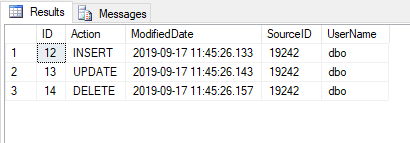 Results Messages
ID Action ModifiedDate SourceID UserName
1 12 INSERT 2019-09-17 11:45:26.133 19242 dbo
2 13 UPDATE 2019-09-17 11:45:26.143 19242 dbo
3 14 DELETE 2019-09-17 11:45:26.157 19242 dbo